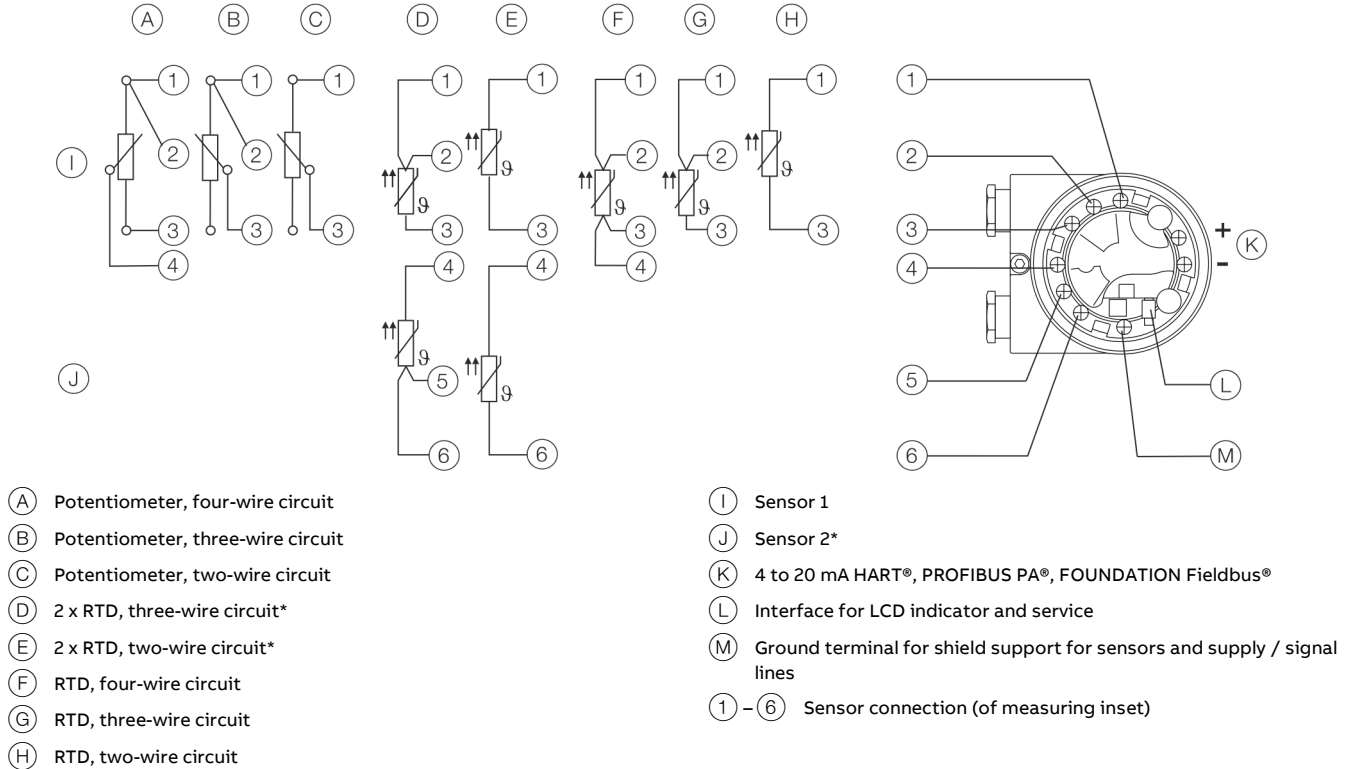 A B C D E F G H
1 1 1 1 1 1 1 1 1
I 2 2 2 2 2 2
ϑ ϑ ϑ ϑ ϑ
3 3 3 3 3 3 3 3 3
+
K
-
4 4 4 4 4
ϑ ϑ
J 5 5 L
6 6 6 M
A Potentiometer, four-wire circuit
B Potentiometer, three-wire circuit
C Potentiometer, two-wire circuit
D 2 x RTD, three-wire circuit*
E 2 x RTD, two-wire circuit*
F RTD, four-wire circuit
G RTD, three-wire circuit
H RTD, two-wire circuit
I Sensor 1
J Sensor 2*
K 4 to 20 mA HART®, PROFIBUS PA®, FOUNDATION Fieldbus®
L Interface for LCD indicator and service
M Ground terminal for shield support for sensors and supply / signal
lines
1 – 6 Sensor connection (of measuring inset)